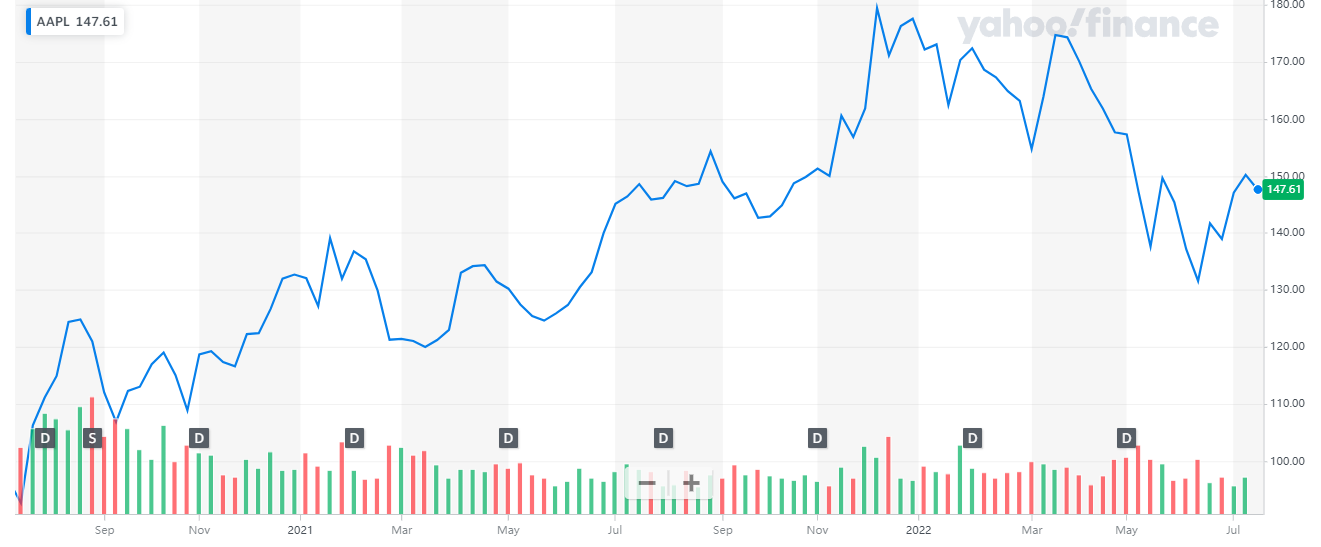 AAPL 147.61
yahoo!finance
180.00
170.00
160.00
150.00
147.61
140.00
130.00
120.00
110.00
100.00
D S D D D D D D D
− +
Sep Nov 2021 Mar May Jul Sep Nov 2022 Mar May Jul